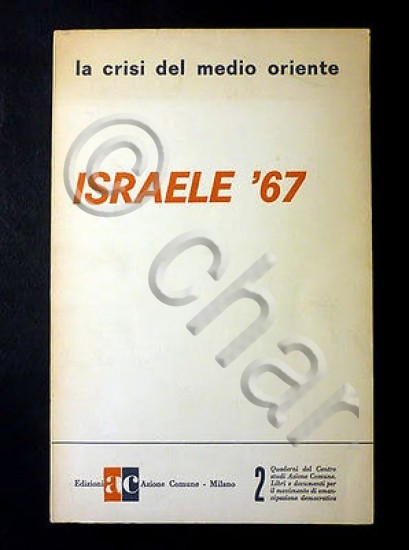 la crisi del medio oriente
ISRAELE '67
© char
Edizioni ac Azione Comune - Milano
2
Quaderni del Centro
studi Azione Comune.
Libri e documenti per
il movimento di eman-
cipazione democratica